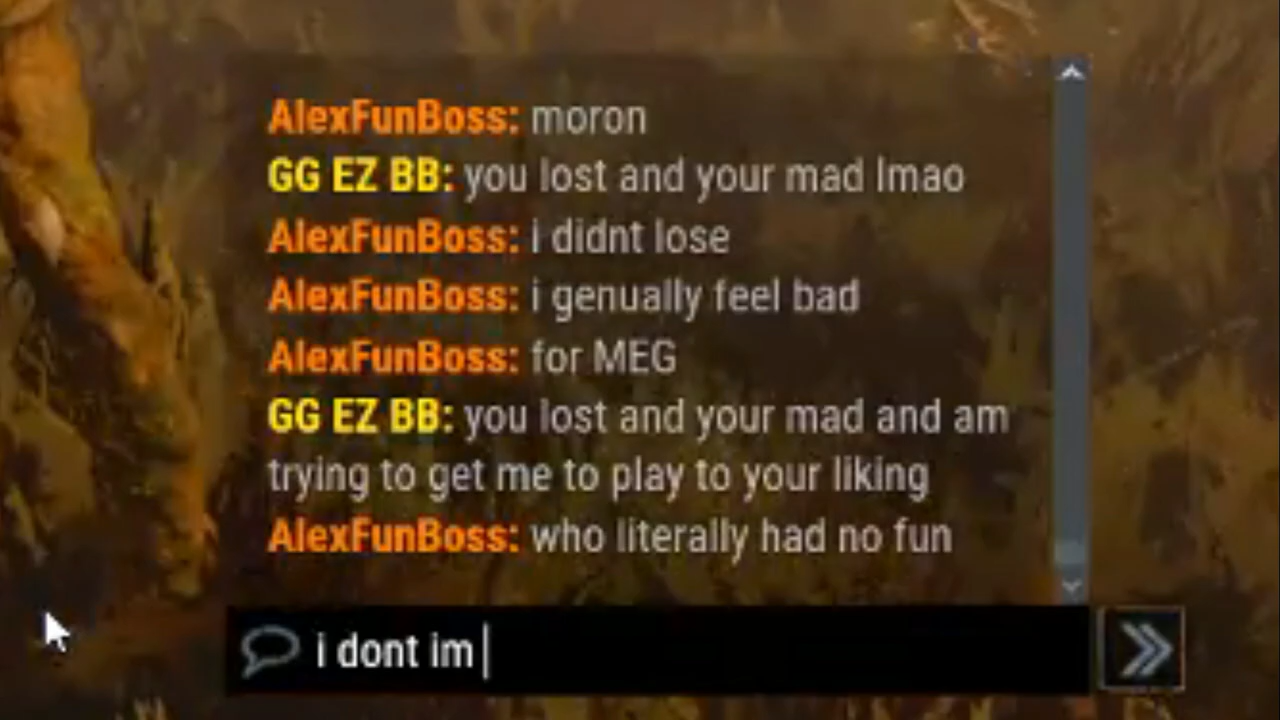 AlexFunBoss: moron
GG EZ BB: you lost and your mad lmao
AlexFunBoss: i didnt lose
AlexFunBoss: i genually feel bad
AlexFunBoss: for MEG
GG EZ BB: you lost and your mad and am
trying to get me to play to your liking
AlexFunBoss: who literally had no fun
i dont im